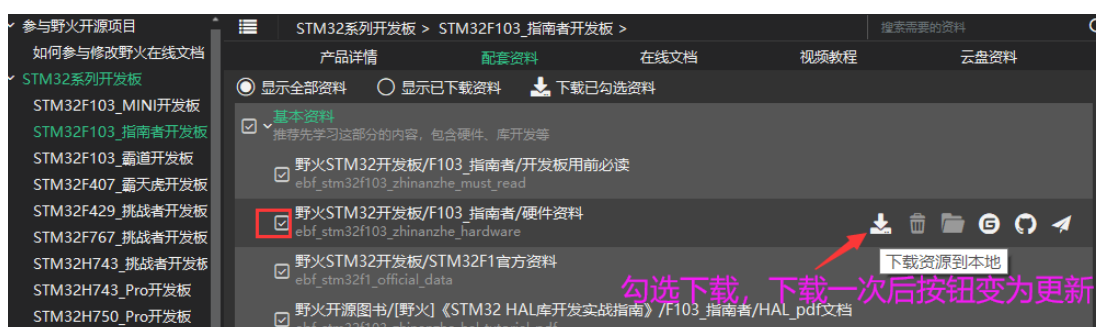 参与野火开源项目
如何参与修改野火在线文档
STM32系列开发板
STM32F103_MINI开发板
STM32F103_指南者开发板
STM32F103_霸道开发板
STM32F407_霸天虎开发板
STM32F429_挑战者开发板
STM32F767_挑战者开发板
STM32H743_挑战者开发板
STM32H743_Pro开发板
STM32H750_Pro开发板
STM32系列开发板 > STM32F103_指南者开发板 >
搜索需要的资料
产品详情 配套资料 在线文档 视频教程 云盘资料
显示全部资料 显示已下载资料 下载已勾选资料
基本资料
推荐先学习这部分的内容，包含硬件、库开发等
野火STM32开发板/F103_指南者/开发板用前必读
ebf_stm32f103_zhinanzhe_must_read
野火STM32开发板/F103_指南者/硬件资料
ebf_stm32f103_zhinanzhe_hardware
下载资源到本地
野火STM32开发板/STM32F1官方资料
ebf_stm32f1_official_data
勾选下载，下载一次后按钮变为更新
野火开源图书/[野火]《STM32 HAL库开发实战指南》/F103_指南者/HAL_pdf文档